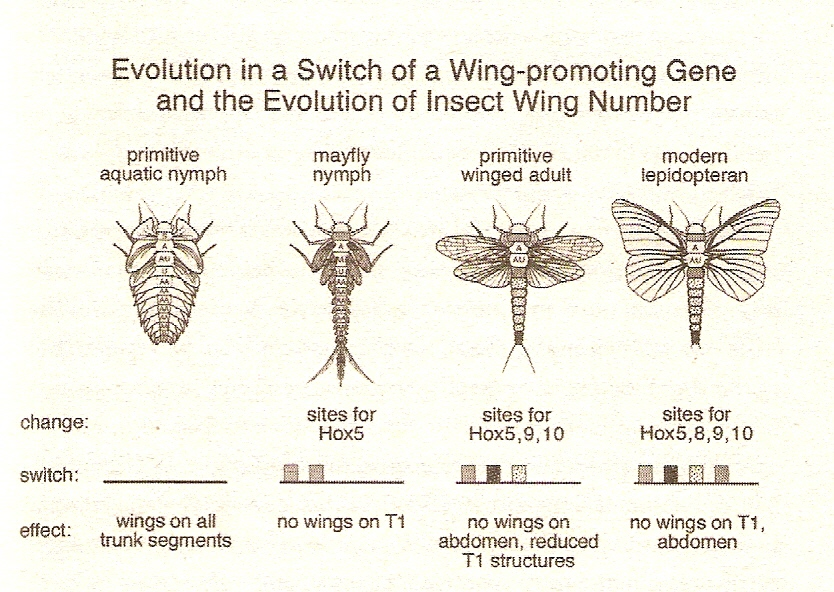 Evolution in a Switch of a Wing-promoting Gene
and the Evolution of Insect Wing Number
primitive
aquatic nymph
mayfly
nymph
primitive
winged adult
modern
lepidopteran
A
AU
A
A
AU
A
AU
change:
sites for
Hox5
sites for
Hox5,9,10
sites for
Hox5,8,9,10
switch:
effect:
wings on all
trunk segments
no wings on T1
no wings on
abdomen, reduced
T1 structures
no wings on T1,
abdomen